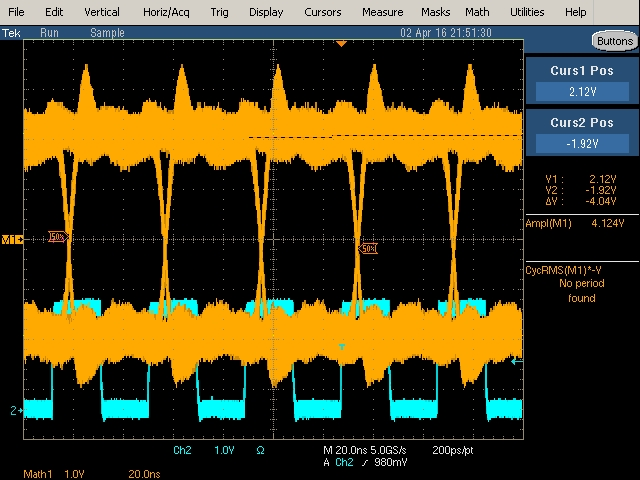 File Edit Vertical Horiz/Acq Trig Display Cursors Measure Masks Math Utilities Help
Tek Run Sample 02 Apr 16 21:51:30
Buttons
Curs1 Pos
2.12V
Curs2 Pos
-1.92V
V1 : 2.12V
V2 : -1.92V
ΔV : -4.04V
Ampl(M1) 4.124V
50%
M1
50%
CycRMS(M1)*-Y
No period
found
2
Ch2 1.0V Ω M 20.0ns 5.0GS/s 200ps/pt
A Ch2 ∕ 980mV
Math1 1.0V 20.0ns